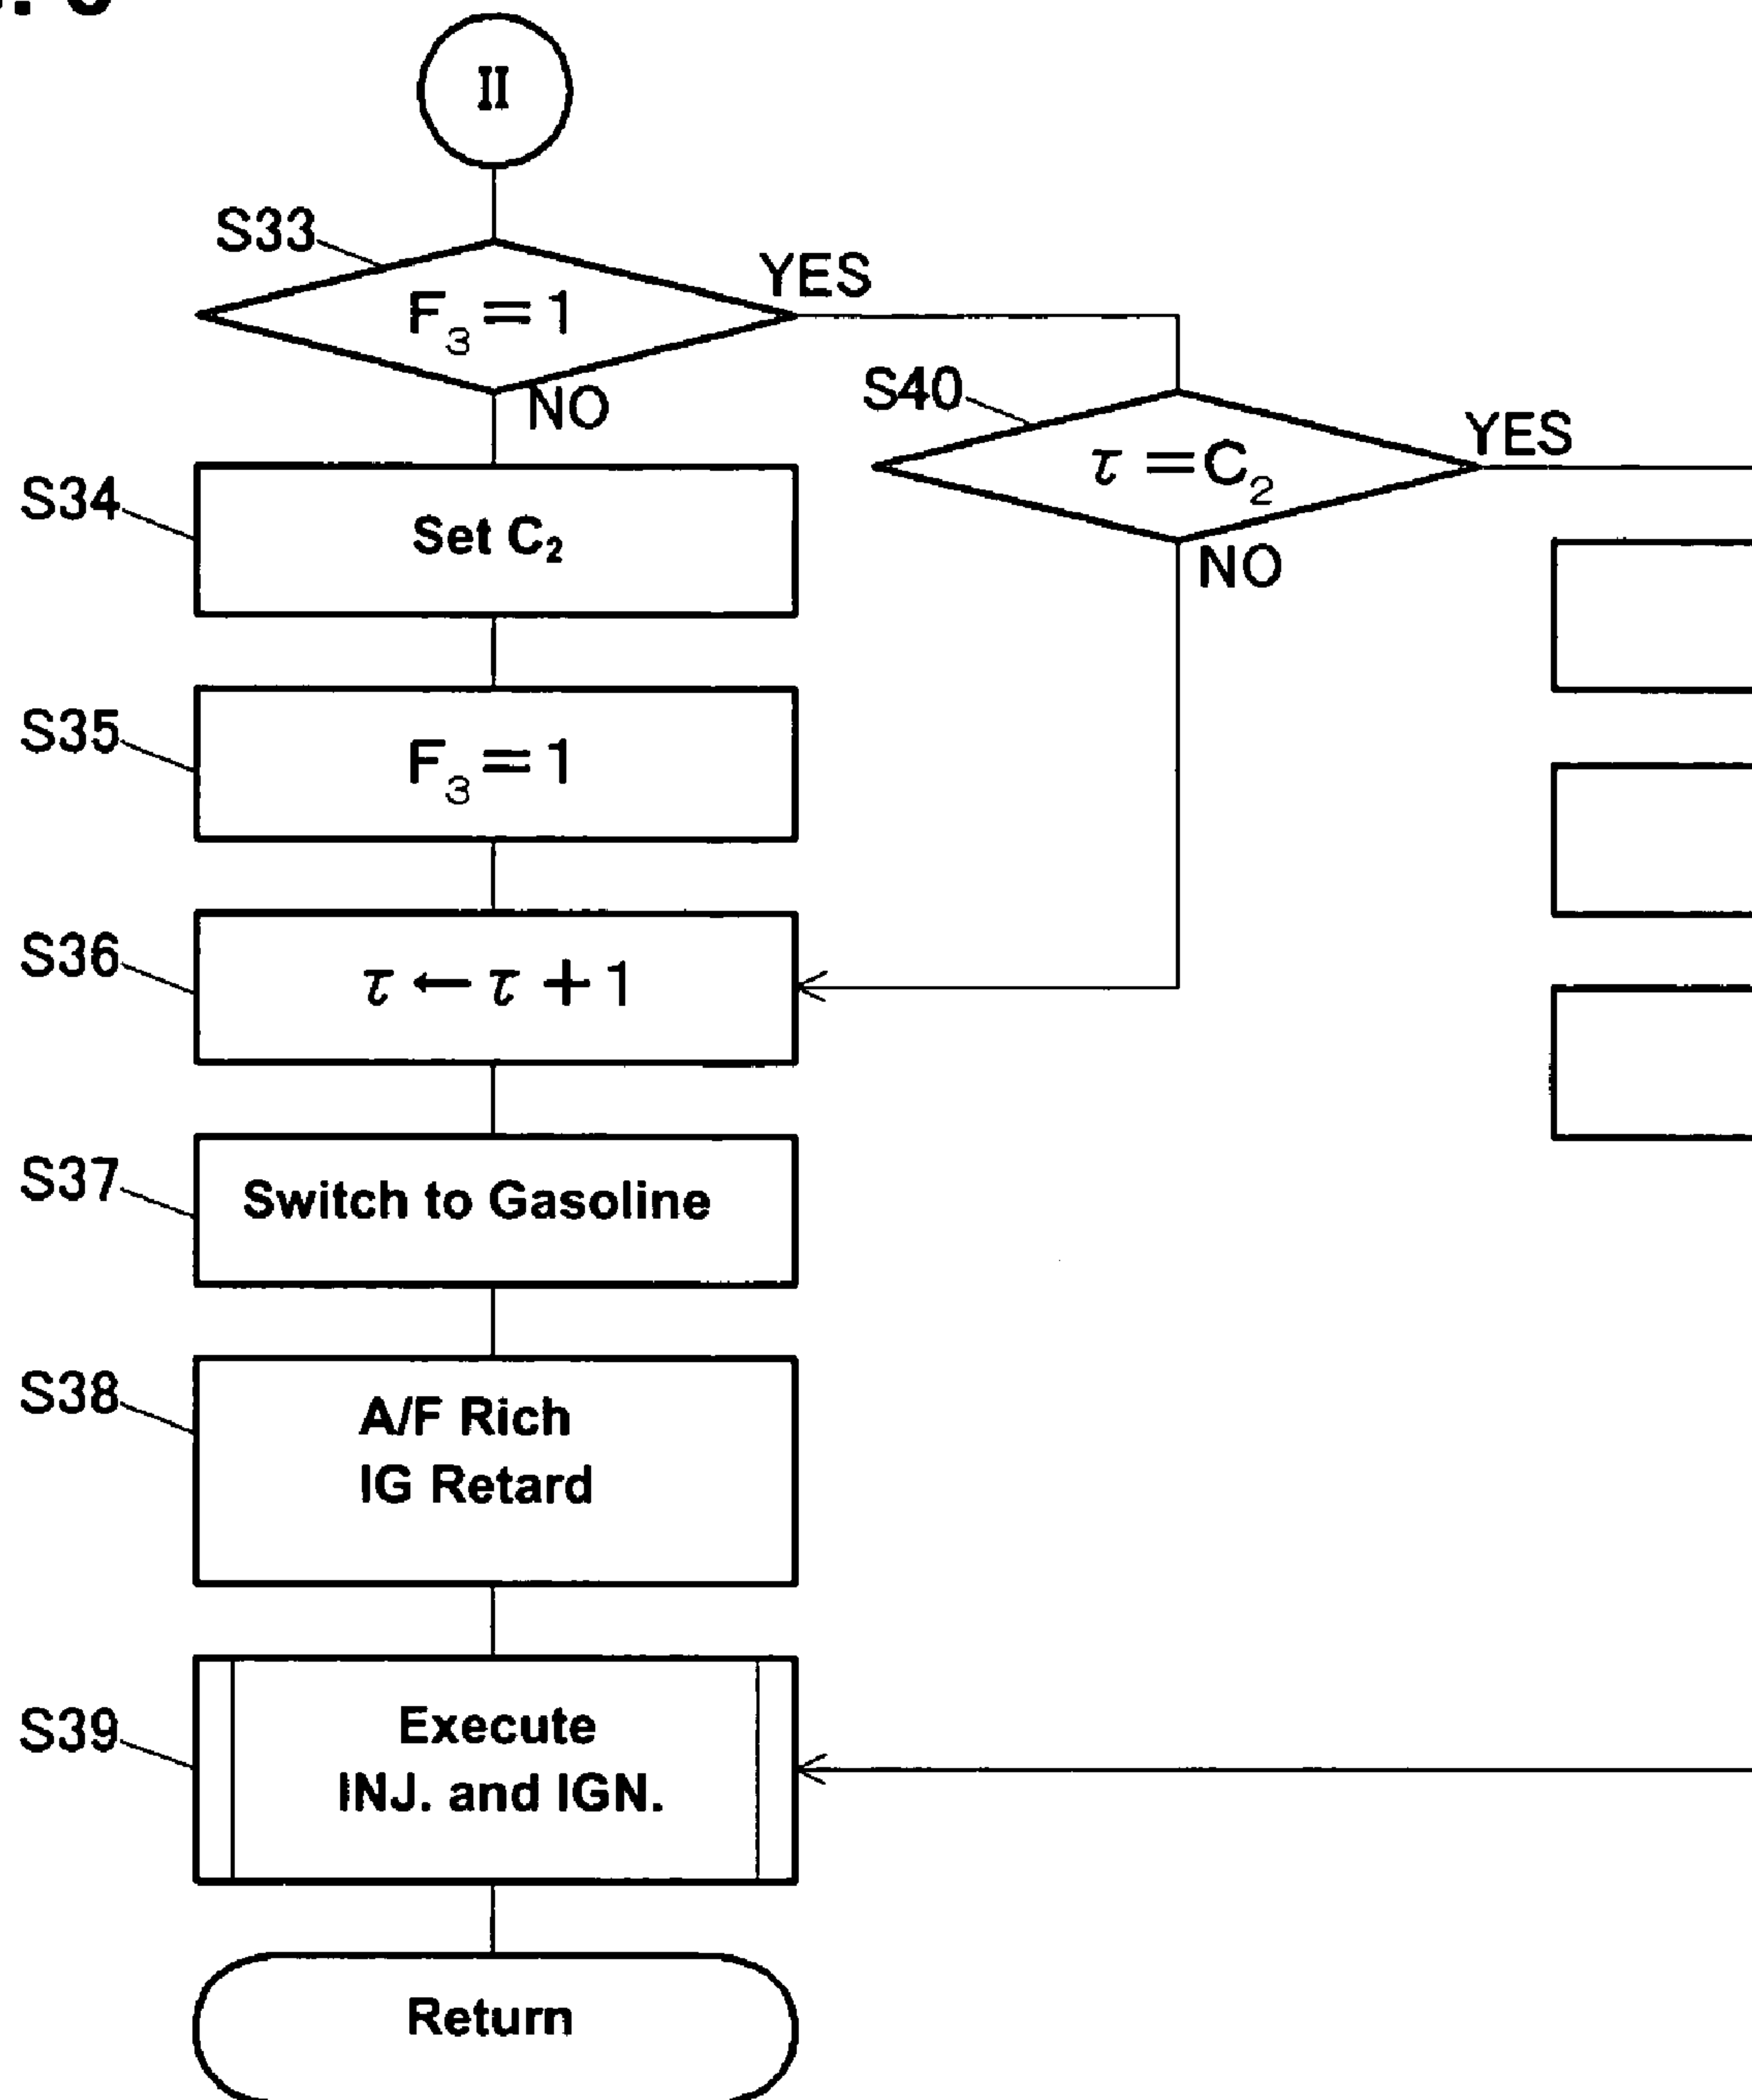 II
S33
F₃=1
YES
NO
S40
τ=C₂
YES
NO
S34
Set C₂
S35
F₃=1
S36
τ←τ+1
S37
Switch to Gasoline
S38
A/F Rich
IG Retard
S39
Execute
INJ. and IGN.
Return